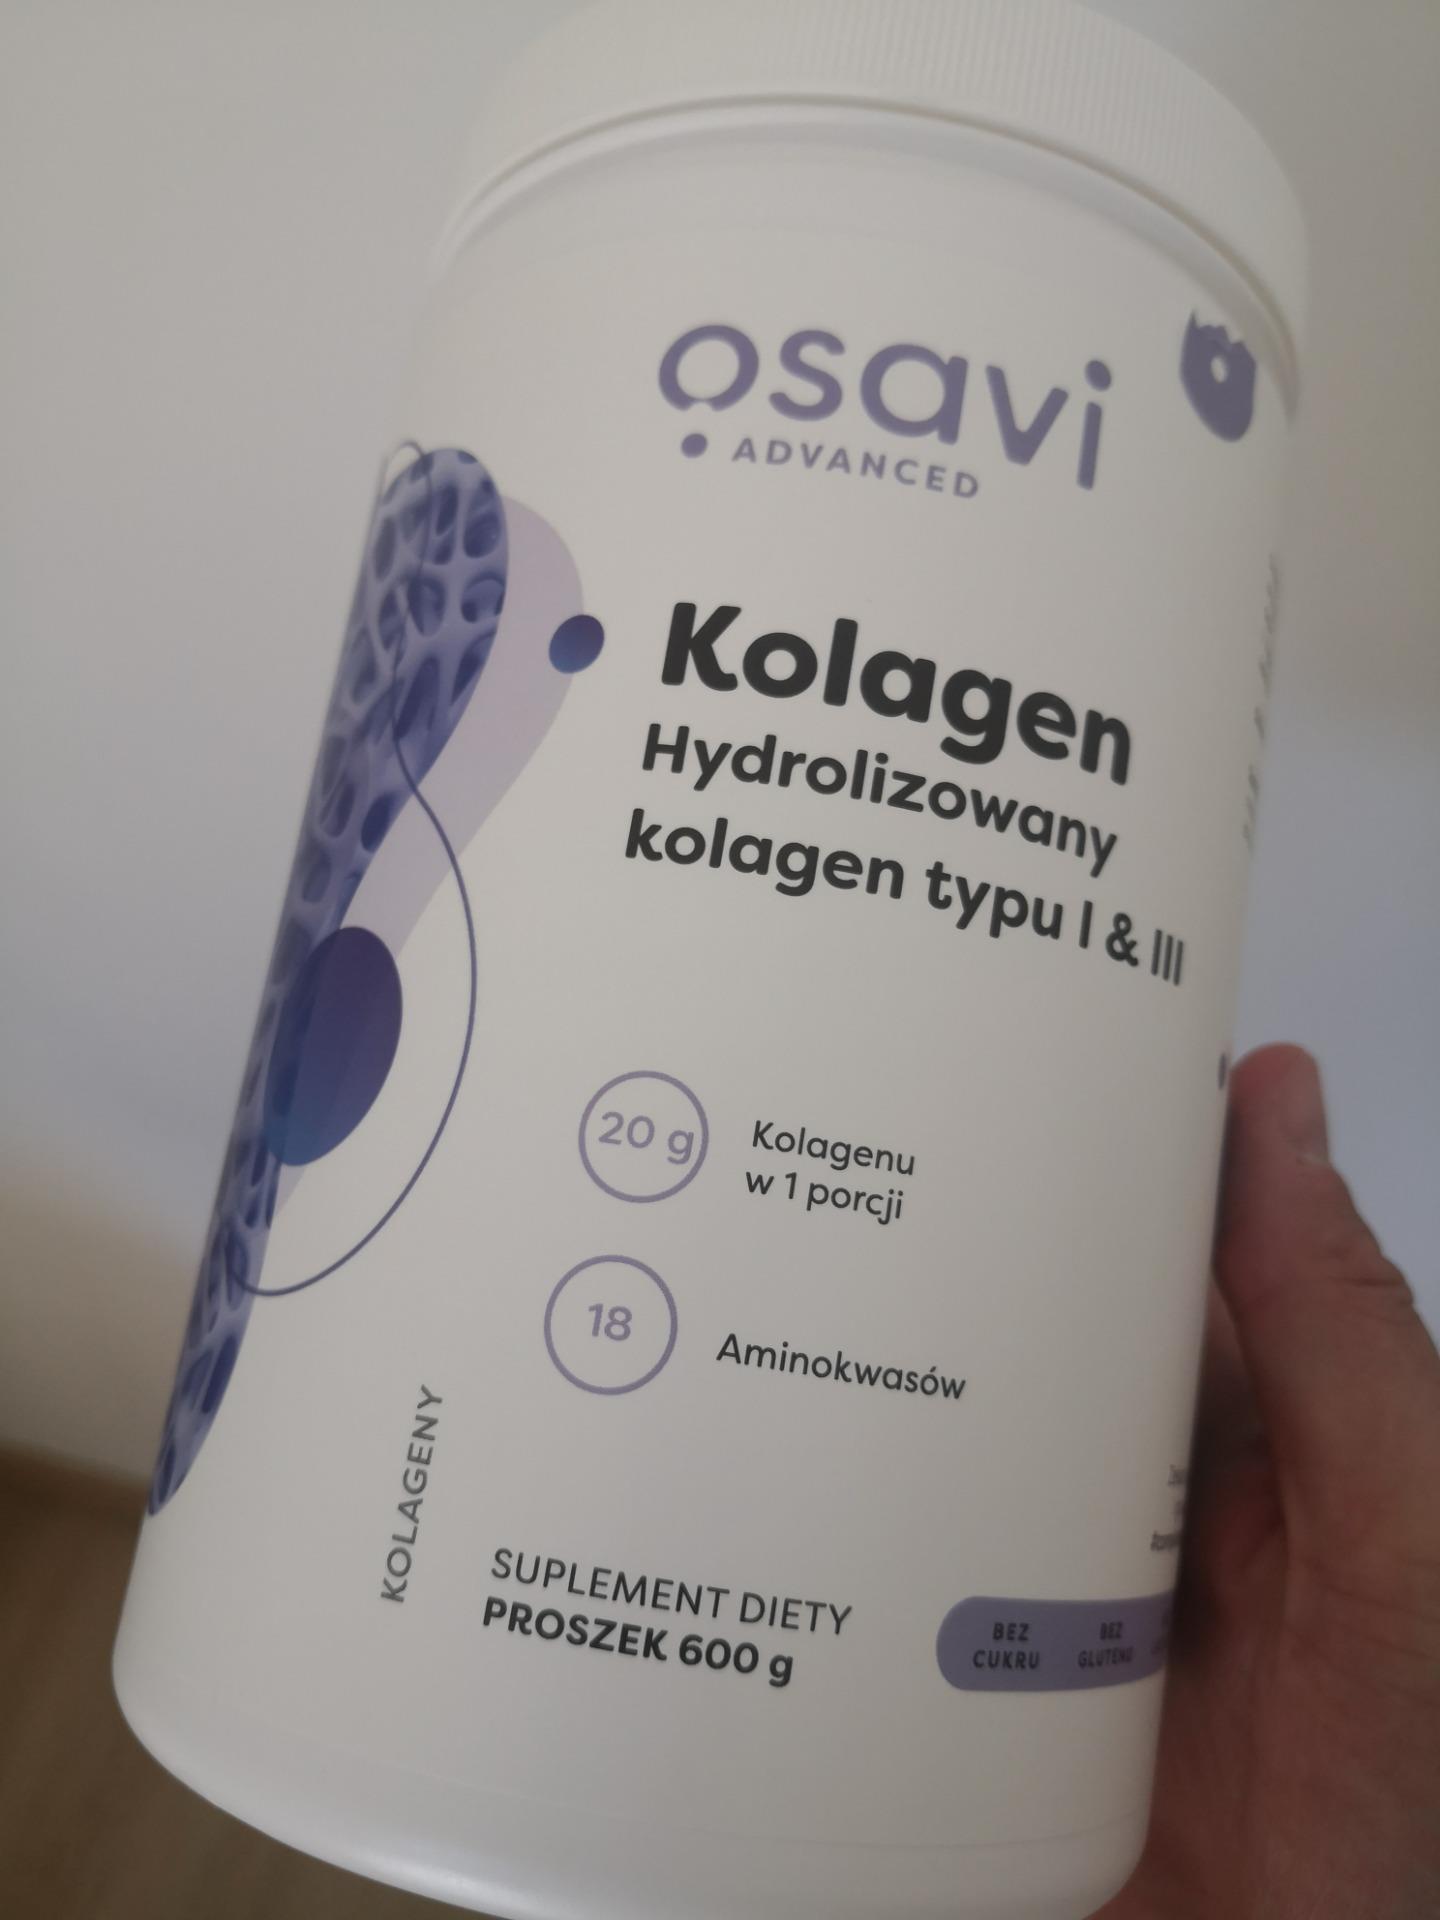 osavi
ADVANCED
Kolagen
Hydrolizowany
kolagen typu I & III
20 g
Kolagenu
w 1 porcji
18
Aminokwasów
KOLAGENY
SUPLEMENT DIETY
PROSZEK 600 g
BEZ
CUKRU
BEZ
GLUTENU